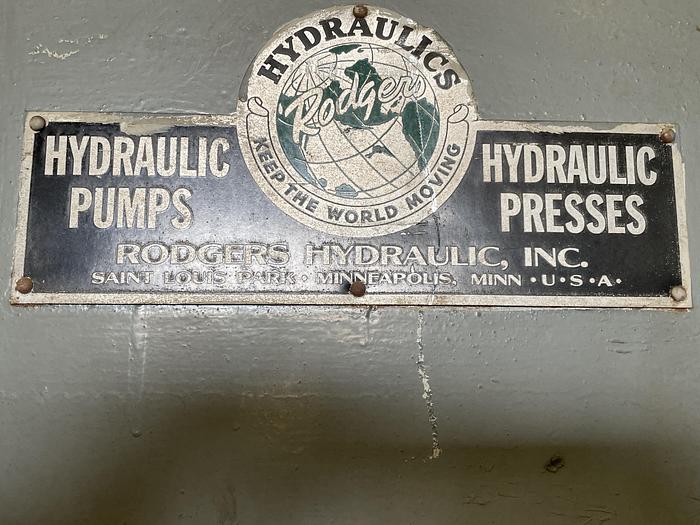 HYDRAULICS
Rodgers
KEEP THE WORLD MOVING
HYDRAULIC
PUMPS
HYDRAULIC
PRESSES
RODGERS HYDRAULIC, INC.
SAINT LOUIS PARK · MINNEAPOLIS, MINN · U · S · A ·